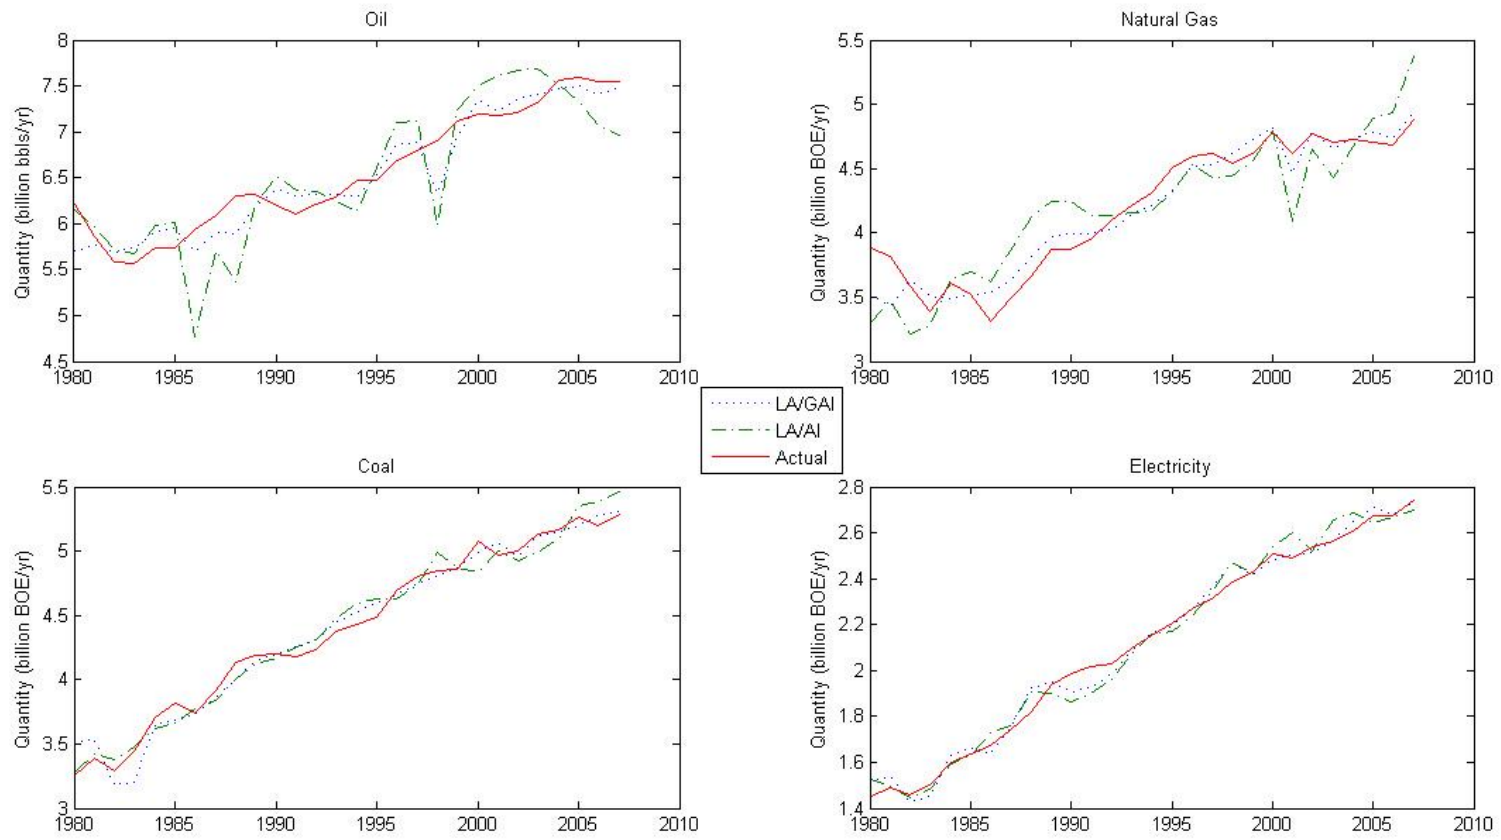 Oil
Quantity (billion bbls/yr)
8
7.5
7
6.5
6
5.5
5
4.5
1980 1985 1990 1995 2000 2005 2010
Natural Gas
Quantity (billion BOE/yr)
5.5
5
4.5
4
3.5
3
1980 1985 1990 1995 2000 2005 2010
LA/GAI
LA/AI
Actual
Coal
Quantity (billion BOE/yr)
5.5
5
4.5
4
3.5
3
1980 1985 1990 1995 2000 2005 2010
Electricity
Quantity (billion BOE/yr)
2.8
2.6
2.4
2.2
2
1.8
1.6
1.4
1980 1985 1990 1995 2000 2005 2010